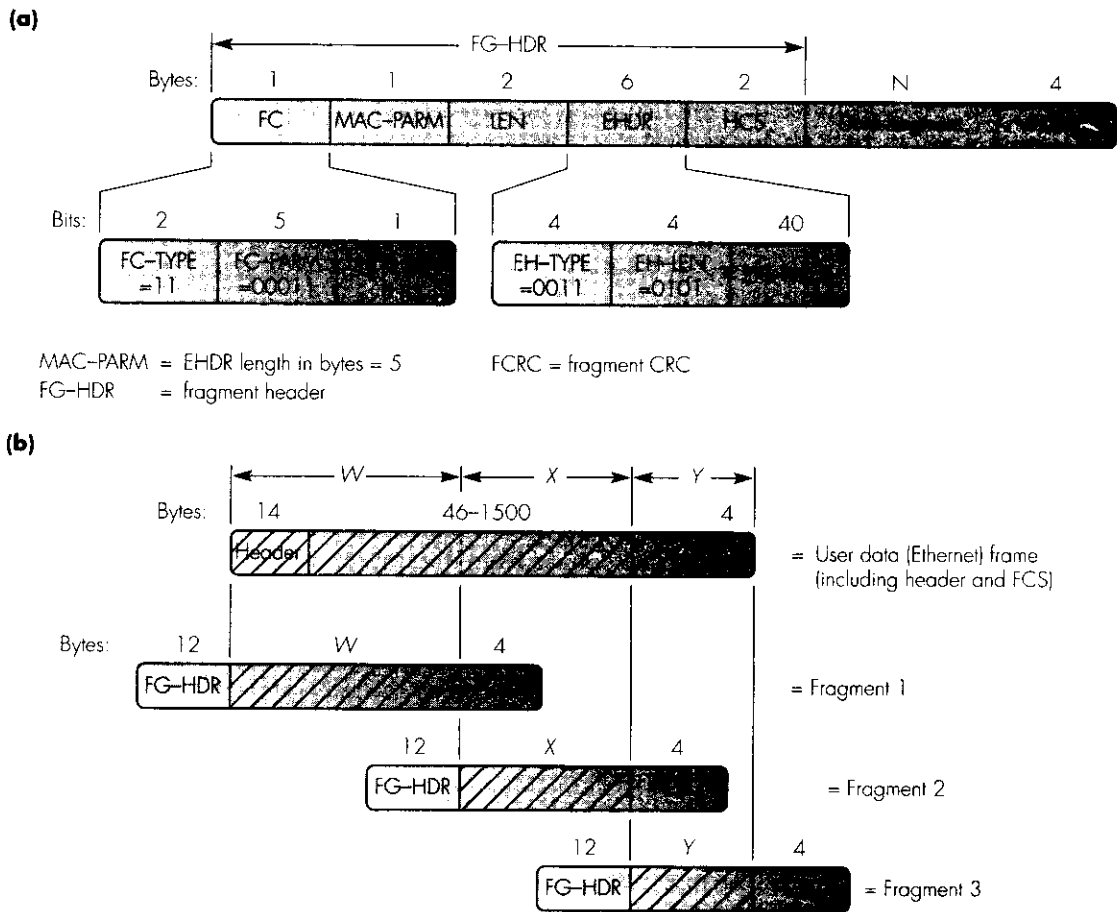 (a)
FG–HDR
Bytes: 1 1 2 6 2 N 4
FC MAC–PARM LEN EHDR HCS
Bits: 2 5 1 4 4 40
FC–TYPE =11 FC–PARM =00011 EH–TYPE =0011 EH–LEN =0101
MAC–PARM = EHDR length in bytes = 5 FCRC = fragment CRC
FG–HDR = fragment header
(b)
W X Y
Bytes: 14 46–1500 4
Header = User data (Ethernet) frame (including header and FCS)
Bytes: 12 W 4
FG–HDR = Fragment 1
12 X 4
FG–HDR = Fragment 2
12 Y 4
FG–HDR = Fragment 3